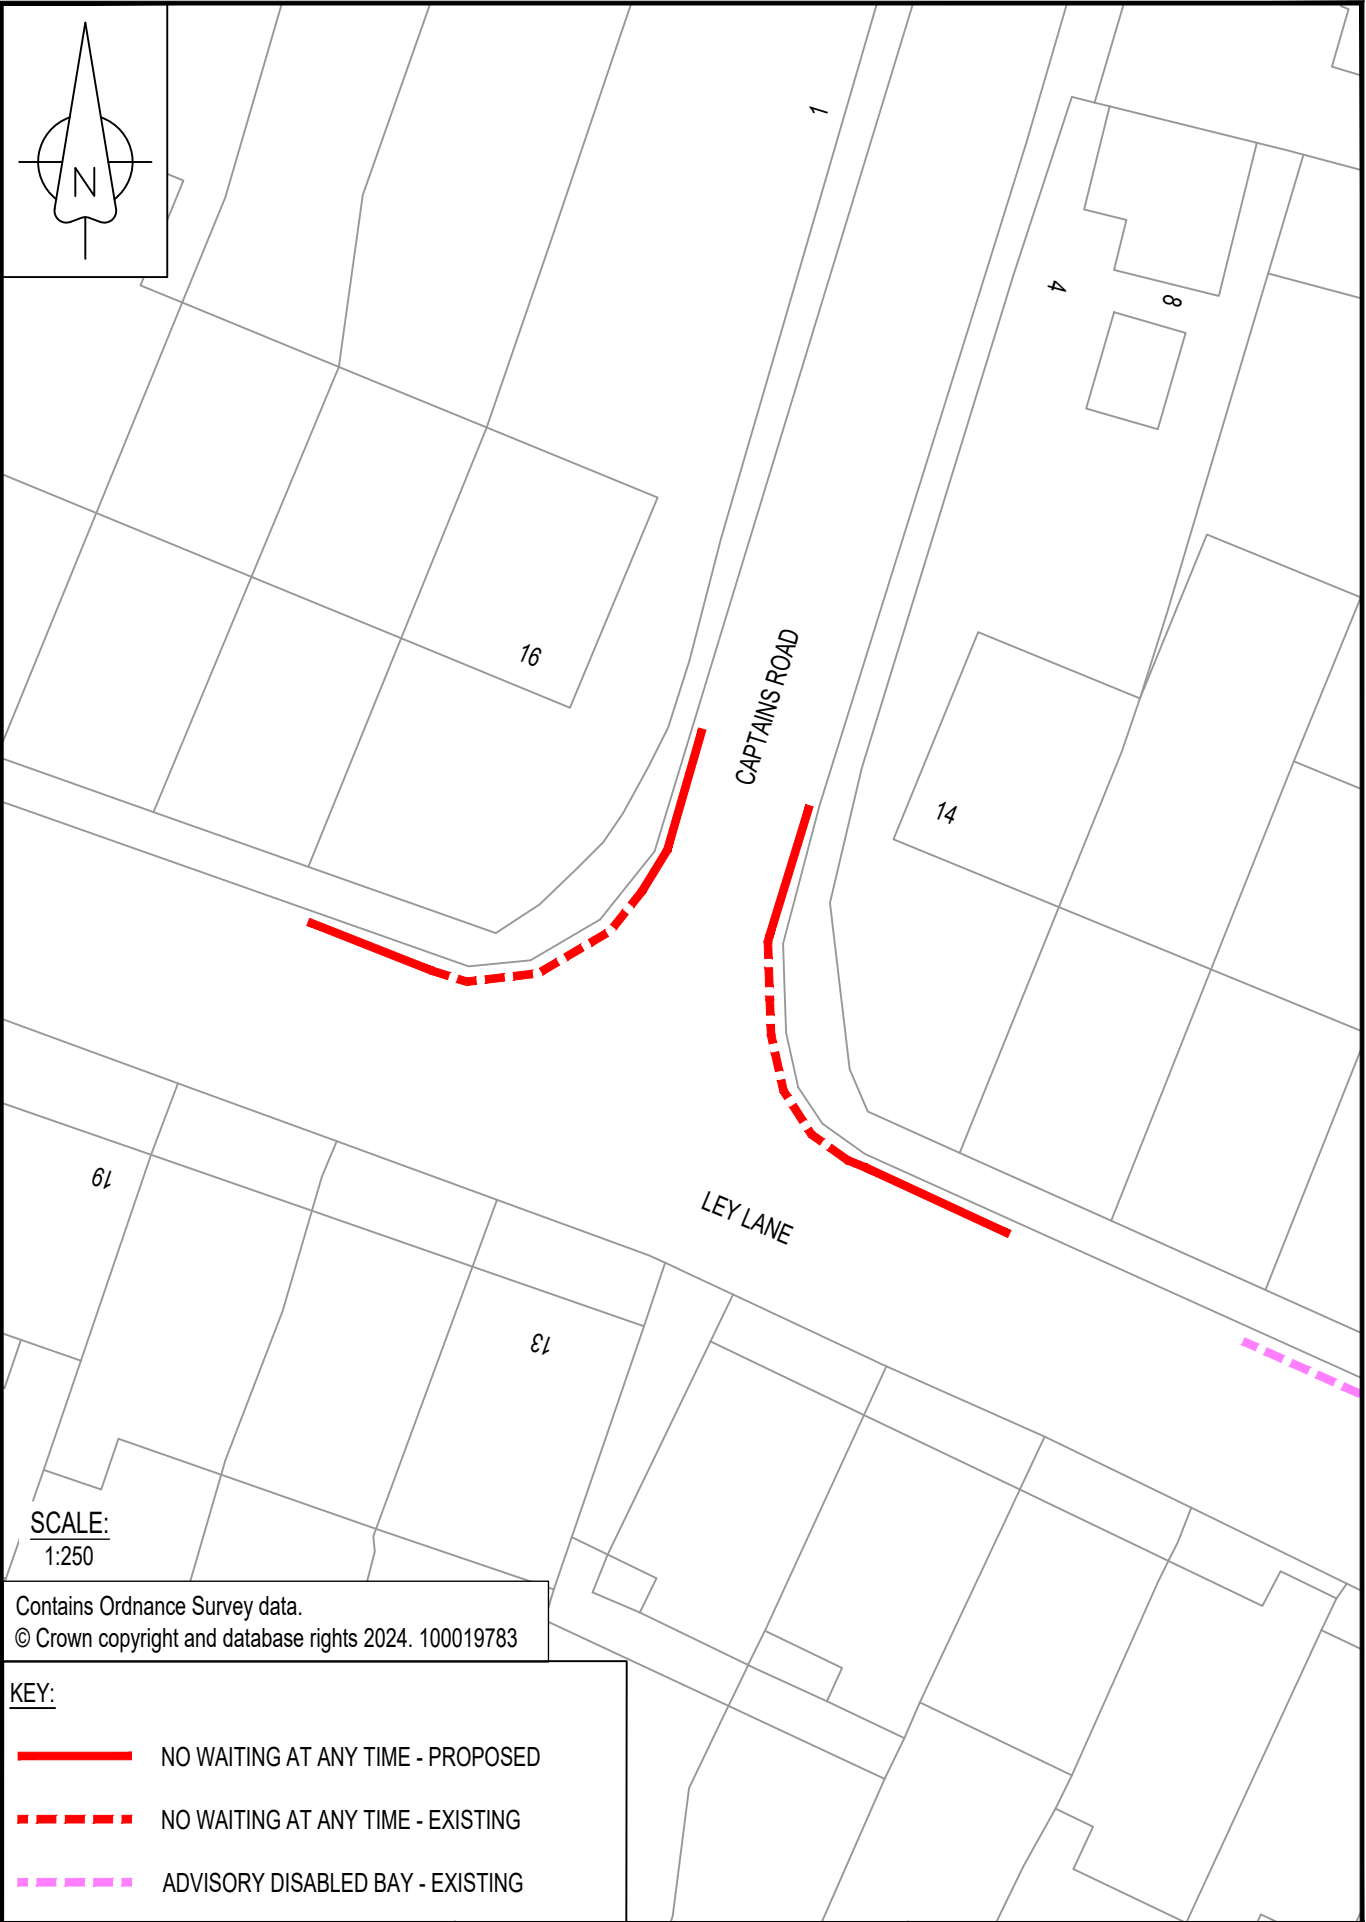 N
1
4
8
16
CAPTAINS ROAD
14
19
LEY LANE
13
SCALE:
1:250
Contains Ordnance Survey data.
© Crown copyright and database rights 2024. 100019783
KEY:
NO WAITING AT ANY TIME - PROPOSED
NO WAITING AT ANY TIME - EXISTING
ADVISORY DISABLED BAY - EXISTING